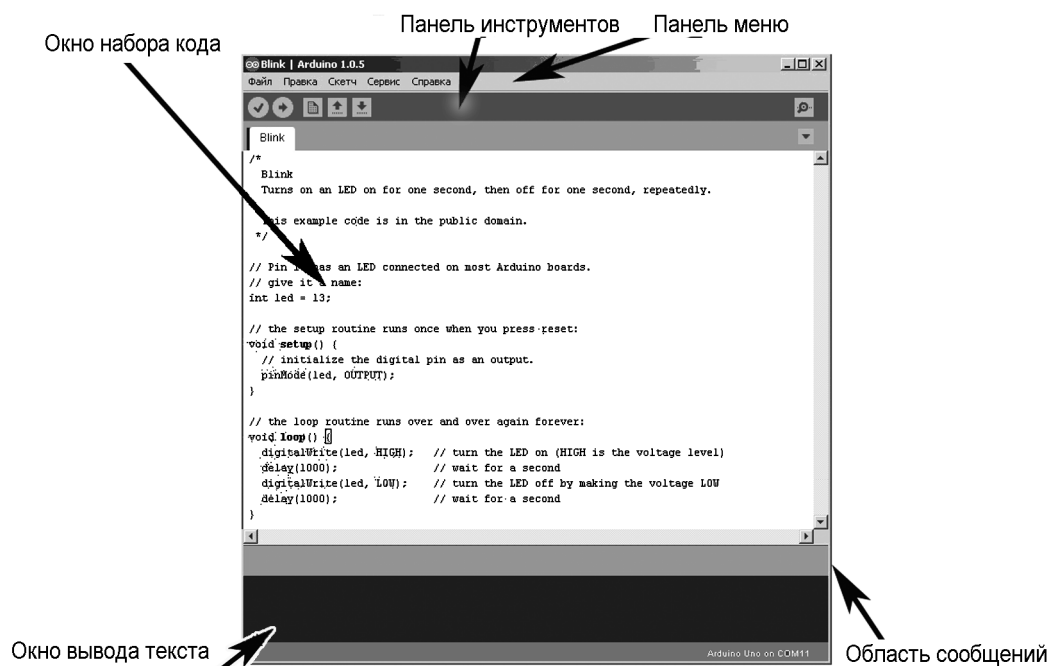 Панель инструментов
Панель меню
Окно набора кода
Blink | Arduino 1.0.5
Файл Правка Скетч Сервис Справка
Blink
/*
Blink
Turns on an LED on for one second, then off for one second, repeatedly.
This example code is in the public domain.
*/
// Pin has an LED connected on most Arduino boards.
// give it a name:
int led = 13;
// the setup routine runs once when you press reset:
void setup() {
// initialize the digital pin as an output.
pinMode(led, OUTPUT);
}
// the loop routine runs over and over again forever:
void loop() {
digitalWrite(led, HIGH); // turn the LED on (HIGH is the voltage level)
delay(1000); // wait for a second
digitalWrite(led, LOW); // turn the LED off by making the voltage LOW
delay(1000); // wait for a second
}
Окно вывода текста
Arduino Uno on COM11
Область сообщений